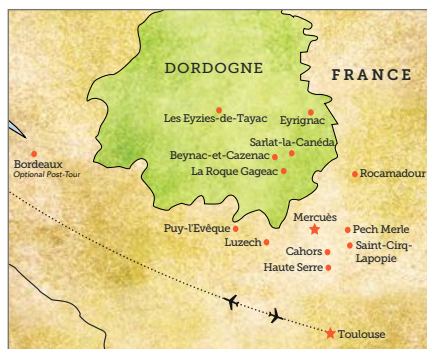 DORDOGNE
FRANCE
Les Eyzies-de-Tayac
Eyrignac
Sarlat-la-Canéda
Beynac-et-Cazenac
La Roque Gageac
Bordeaux
Optional Post-Tour
Rocamadour
Mercuès
Puy-l'Evêque
Pech Merle
Luzech
Saint-Cirq-
Lapopie
Cahors
Haute Serre
Toulouse